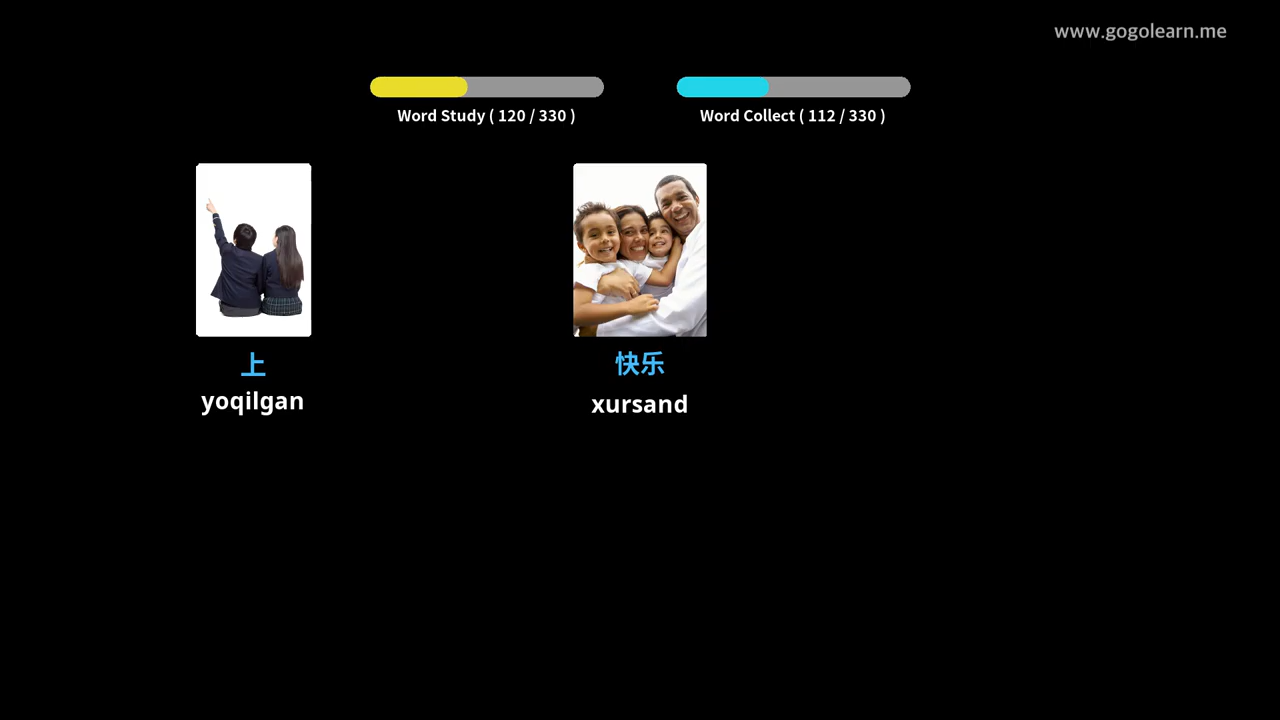 www.gogolearn.me
Word Study ( 120 / 330 )
Word Collect ( 112 / 330 )
上
yoqilgan
快乐
xursand